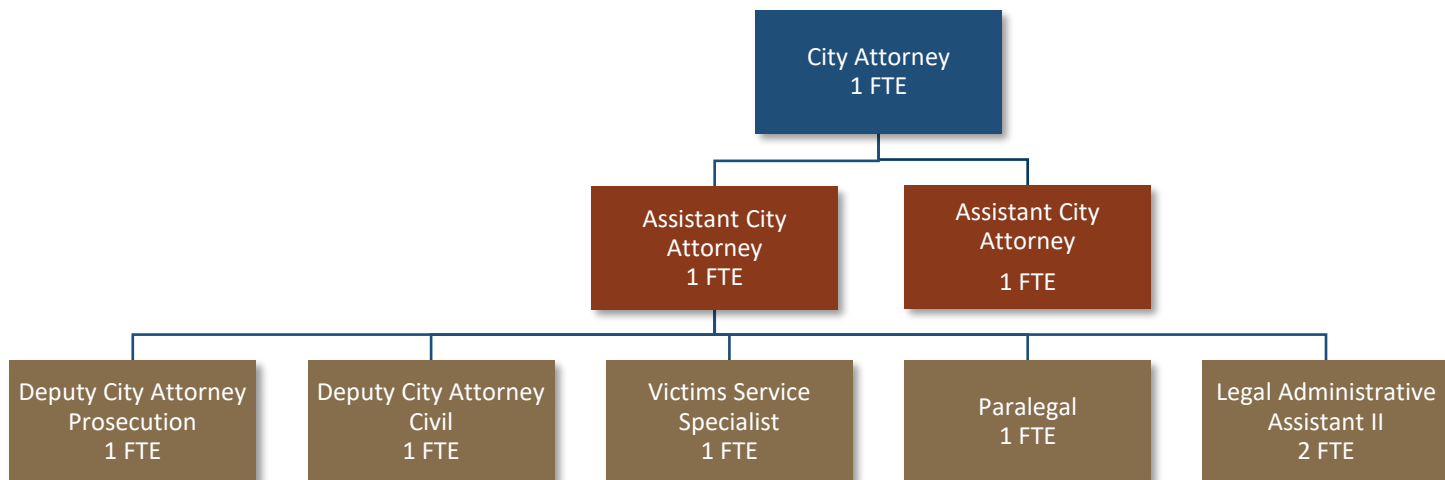 City Attorney
1 FTE
Assistant City
Attorney
1 FTE
Assistant City
Attorney
1 FTE
Deputy City Attorney
Prosecution
1 FTE
Deputy City Attorney
Civil
1 FTE
Victims Service
Specialist
1 FTE
Paralegal
1 FTE
Legal Administrative
Assistant II
2 FTE